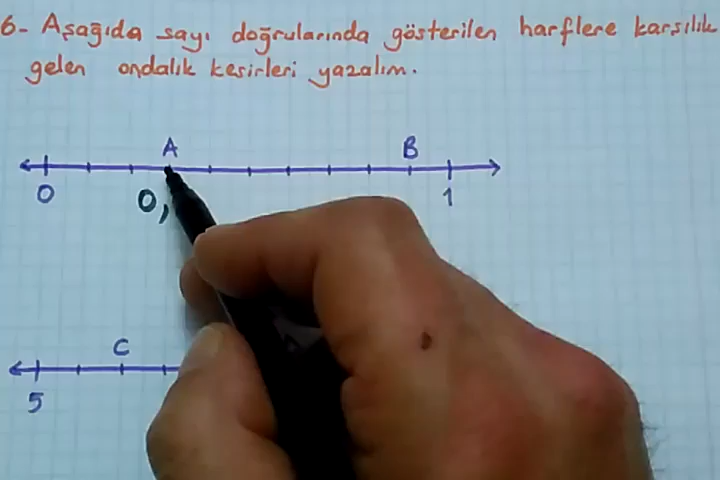 6- Aşağıda sayı doğrularında gösterilen harflere karşılık
gelen ondalık kesirleri yazalım.
A B
0 0, 1
C
5